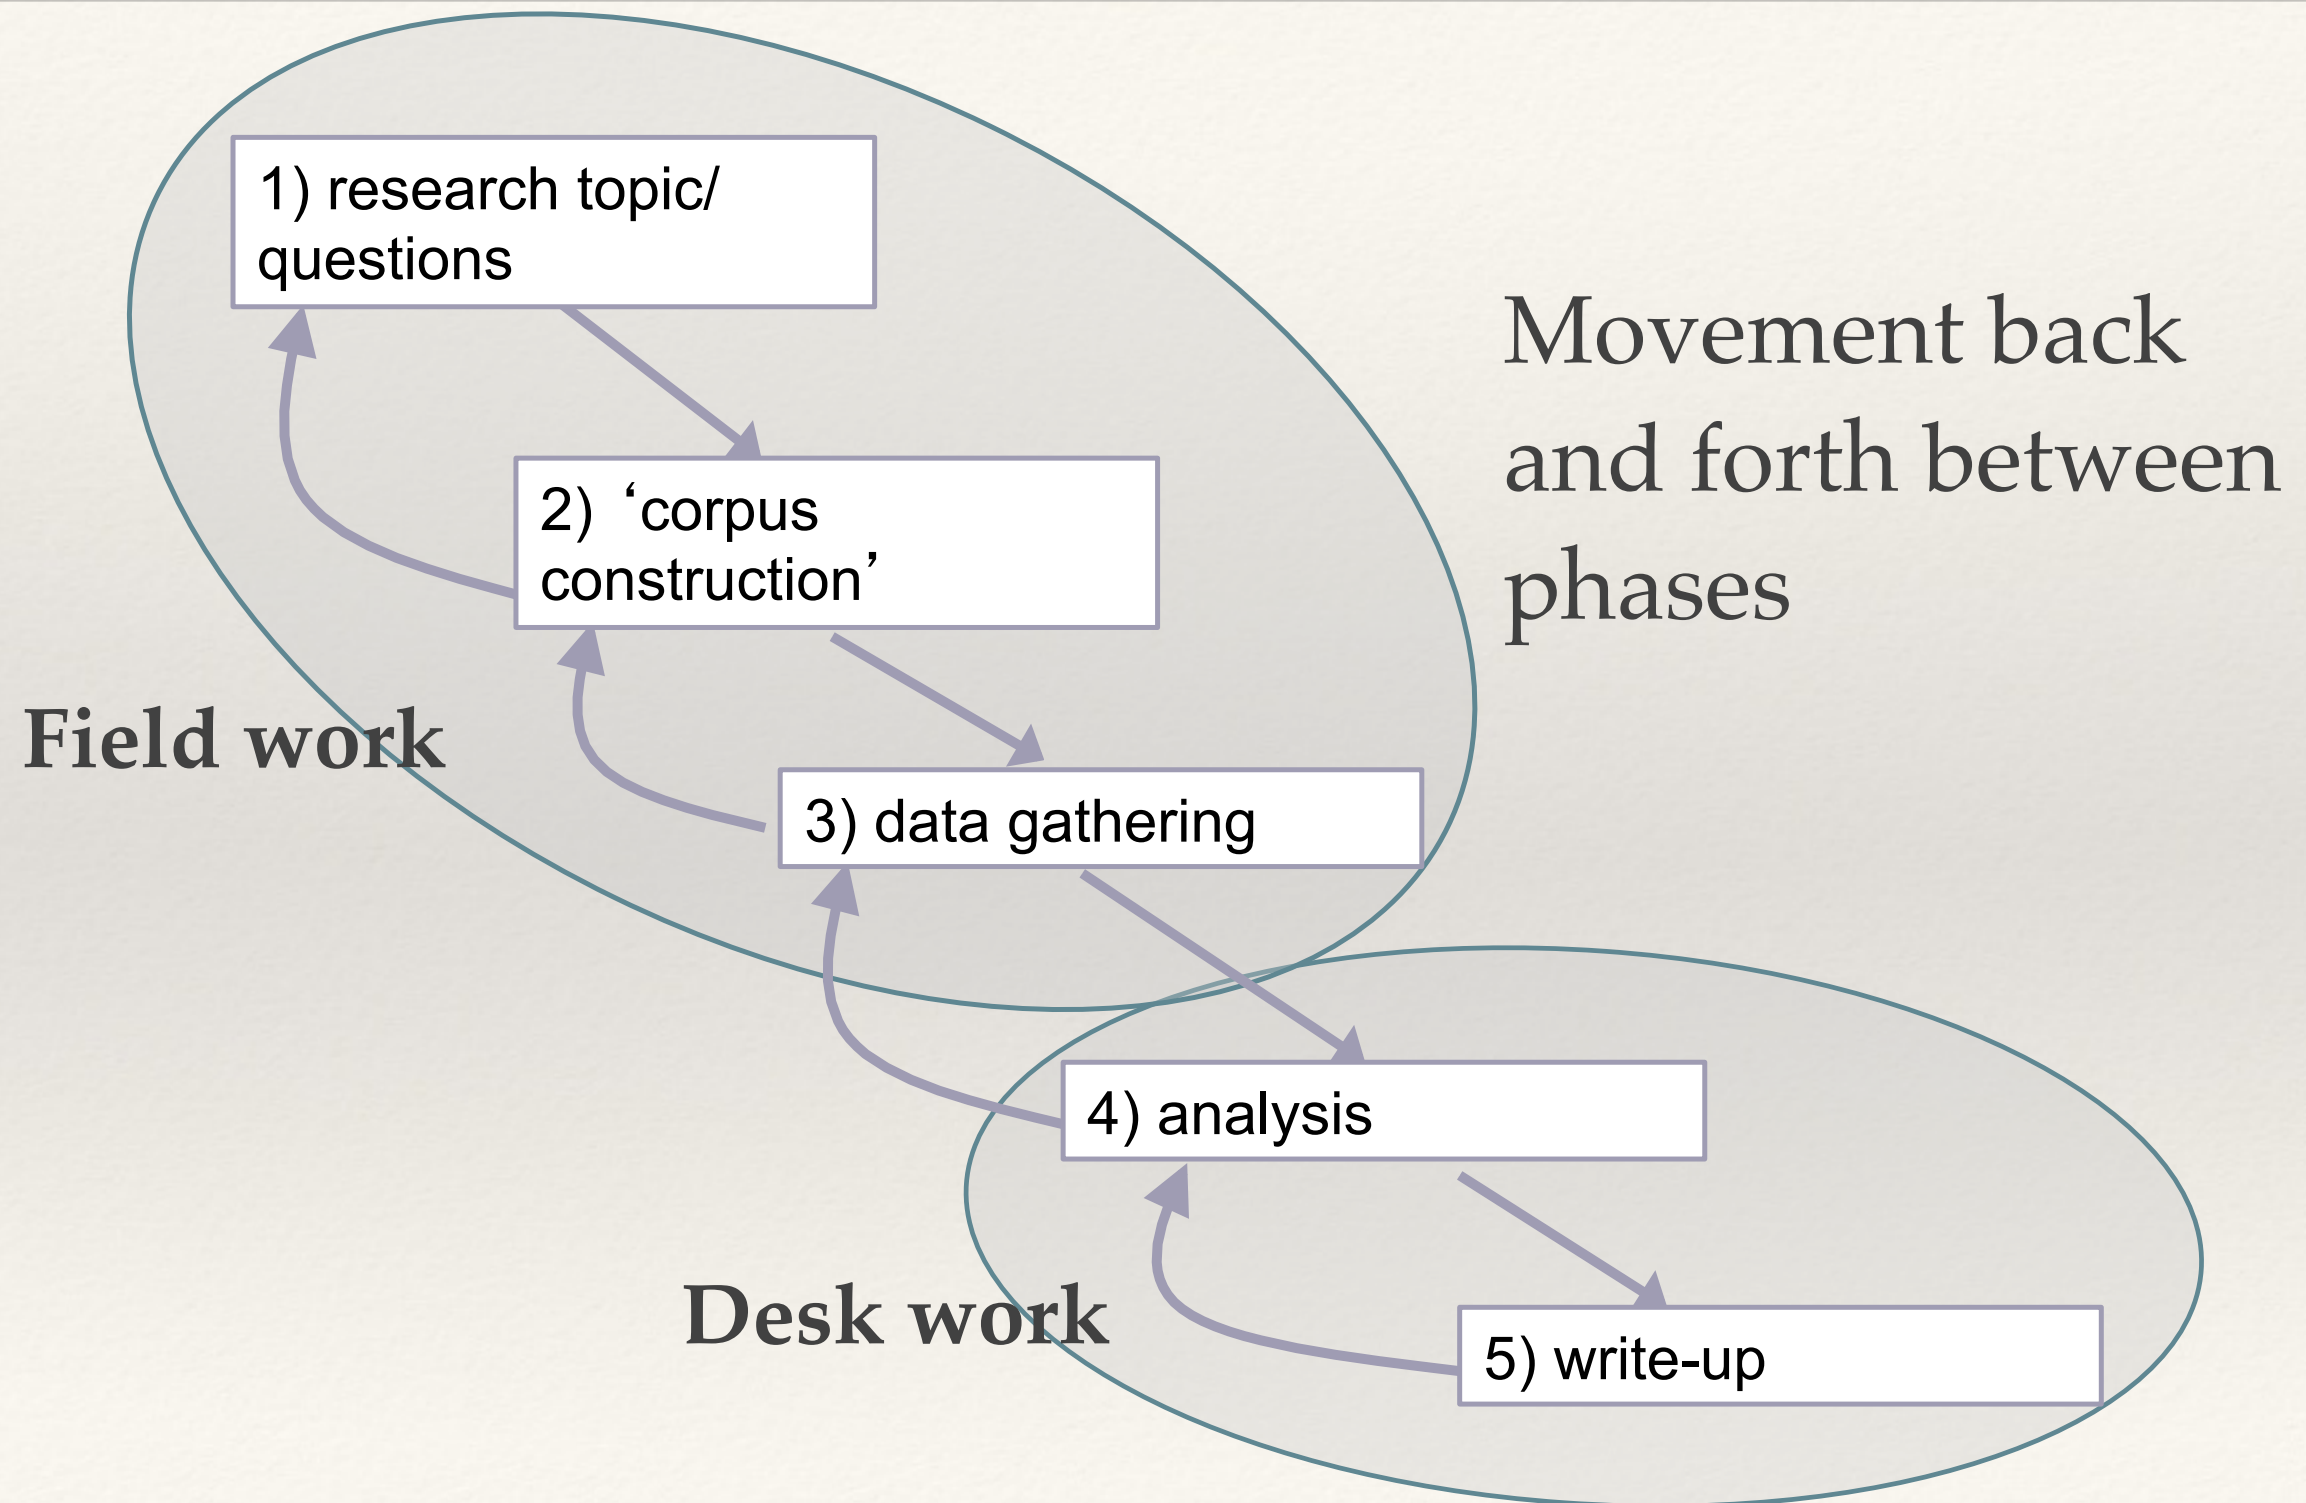 1) research topic/
questions
Movement back
and forth between
phases
2) ‘corpus
construction’
Field work
3) data gathering
4) analysis
Desk work
5) write-up